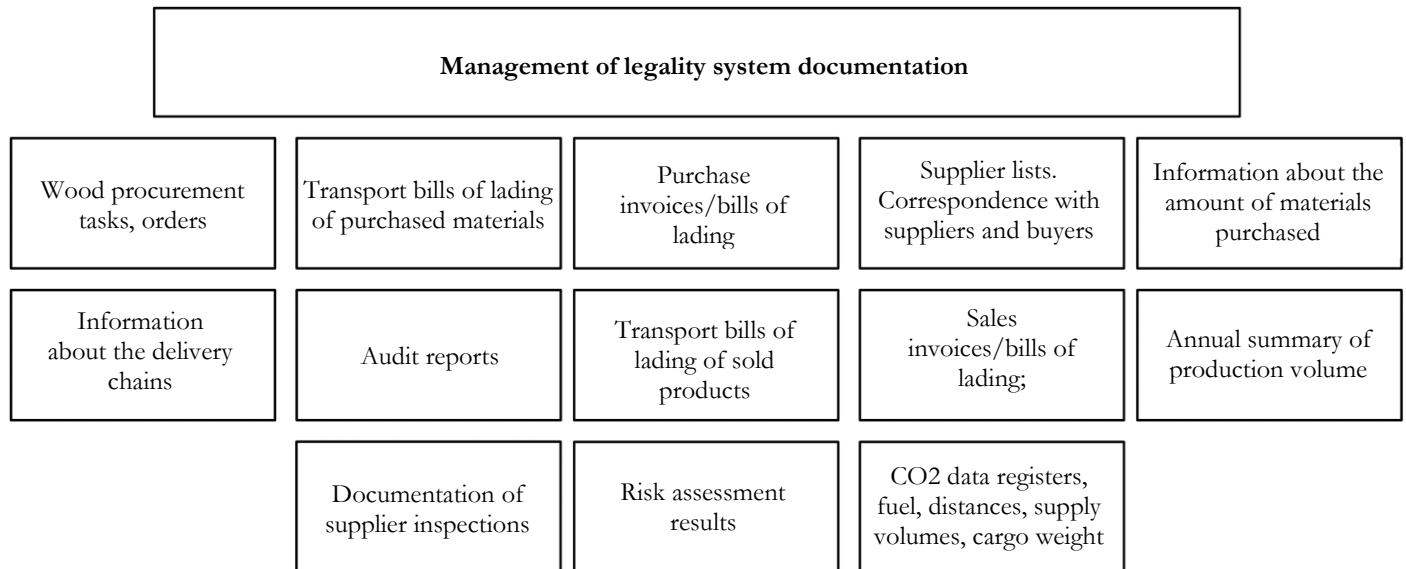 Management of legality system documentation
Wood procurement
tasks, orders
Transport bills of lading
of purchased materials
Purchase
invoices/bills of
lading
Supplier lists.
Correspondence with
suppliers and buyers
Information about the
amount of materials
purchased
Information
about the delivery
chains
Audit reports
Transport bills of
lading of sold
products
Sales
invoices/bills of
lading;
Annual summary of
production volume
Documentation of
supplier inspections
Risk assessment
results
CO2 data registers,
fuel, distances, supply
volumes, cargo weight